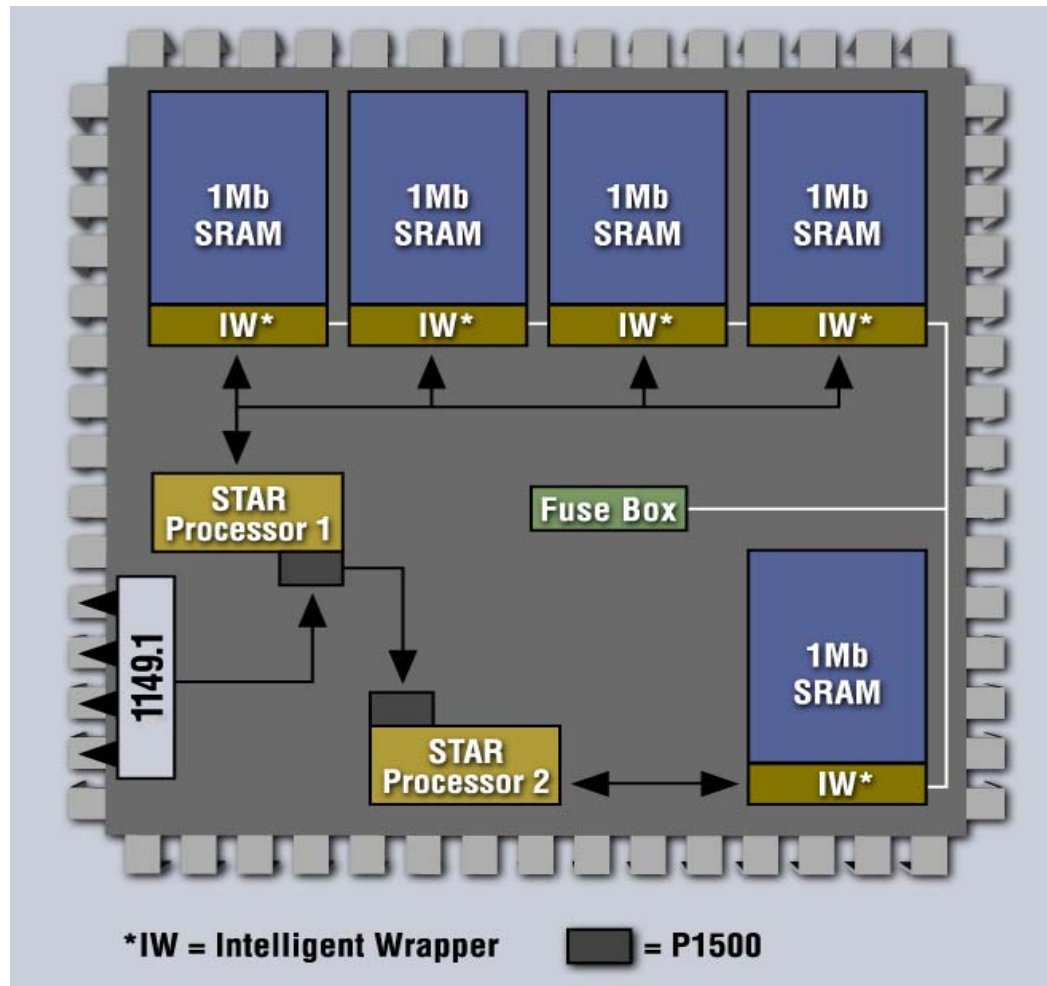 1Mb
SRAM
IW*
1Mb
SRAM
IW*
1Mb
SRAM
IW*
1Mb
SRAM
IW*
STAR
Processor 1
Fuse Box
1149.1
1Mb
SRAM
IW*
STAR
Processor 2
*IW = Intelligent Wrapper
= P1500